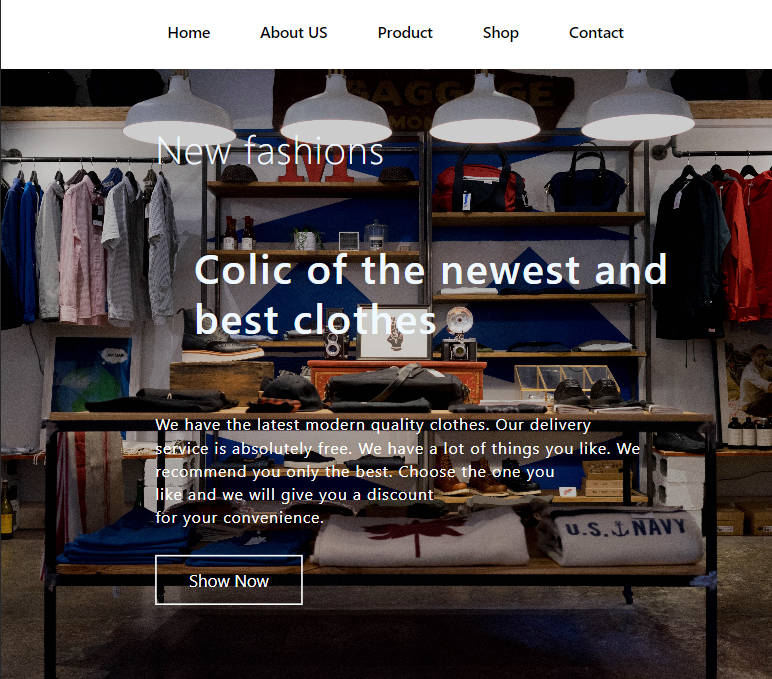 Home About US Product Shop Contact
BAGGAGE
New fashions
Colic of the newest and
best clothes
We have the latest modern quality clothes. Our delivery
service is absolutely free. We have a lot of things you like. We
recommend you only the best. Choose the one you
like and we will give you a discount
for your convenience.
U.S. NAVY
Show Now